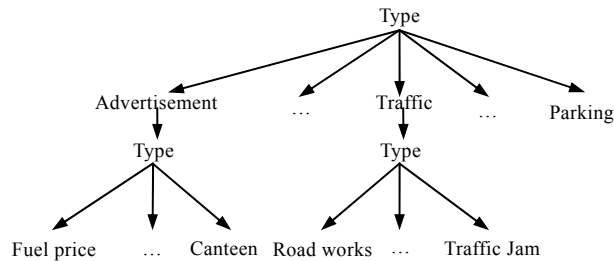 Type
Advertisement … Traffic … Parking
Type Type
Fuel price … Canteen Road works … Traffic Jam